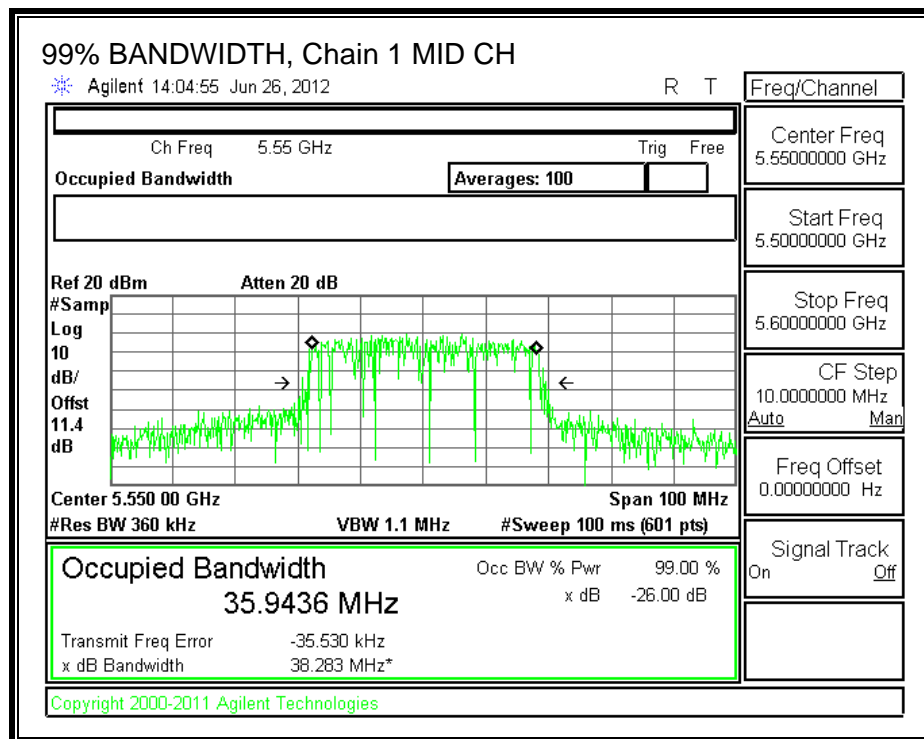 99% BANDWIDTH, Chain 1 MID CH
Agilent 14:04:55 Jun 26, 2012 R T
Freq/Channel
Ch Freq 5.55 GHz Trig Free
Occupied Bandwidth Averages: 100
Center Freq
5.55000000 GHz
Start Freq
5.50000000 GHz
Stop Freq
5.60000000 GHz
CF Step
10.0000000 MHz
Auto Man
Freq Offset
0.00000000 Hz
Signal Track
On Off
Ref 20 dBm Atten 20 dB
#Samp
Log
10
dB/
Offst
11.4
dB
Center 5.550 00 GHz Span 100 MHz
#Res BW 360 kHz VBW 1.1 MHz #Sweep 100 ms (601 pts)
Occupied Bandwidth Occ BW % Pwr 99.00 %
35.9436 MHz x dB -26.00 dB
Transmit Freq Error -35.530 kHz
x dB Bandwidth 38.283 MHz*
Copyright 2000-2011 Agilent Technologies